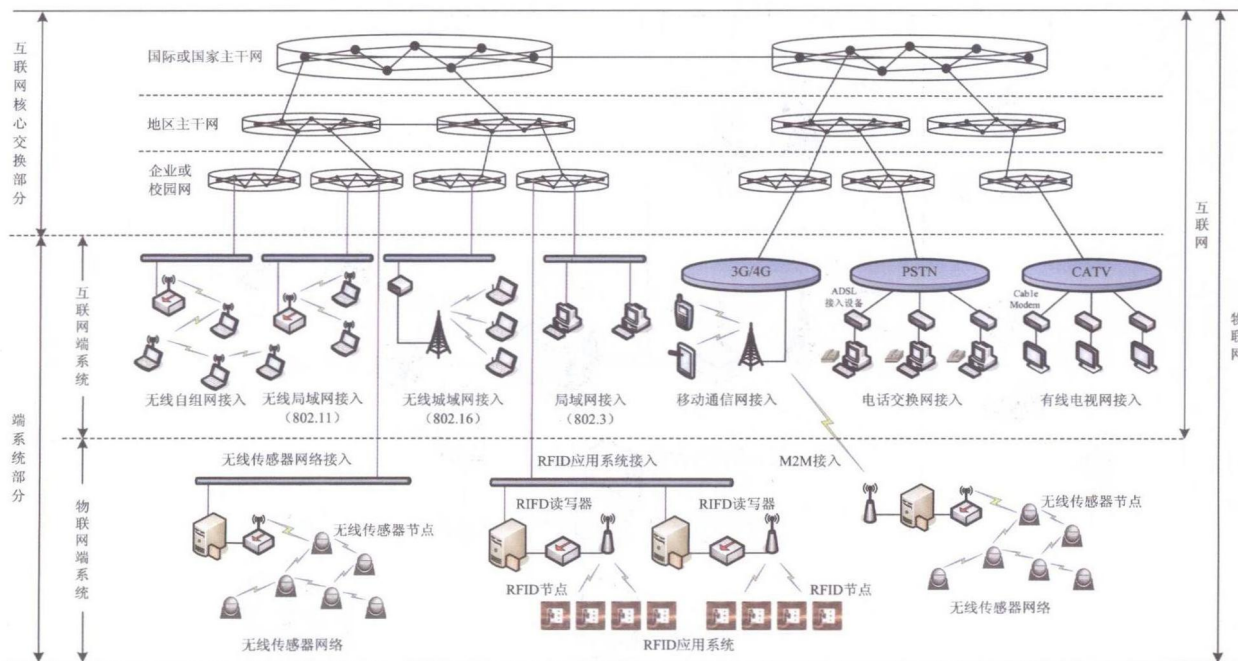 互联网核心交换部分
国际或国家主干网
地区主干网
企业或
校园网
互联网
物联网
端系统部分
互联网端系统
3G/4G
PSTN
CATV
ADSL
接入设备
Cable
Modem
无线自组网接入
无线局域网接入
（802.11）
无线城域网接入
（802.16）
局域网接入
（802.3）
移动通信网接入
电话交换网接入
有线电视网接入
物联网端系统
无线传感器网络接入
RFID应用系统接入
M2M接入
RIFD读写器
RIFD读写器
无线传感器节点
无线传感器节点
RFID节点
RFID节点
无线传感器网络
RFID应用系统
无线传感器网络